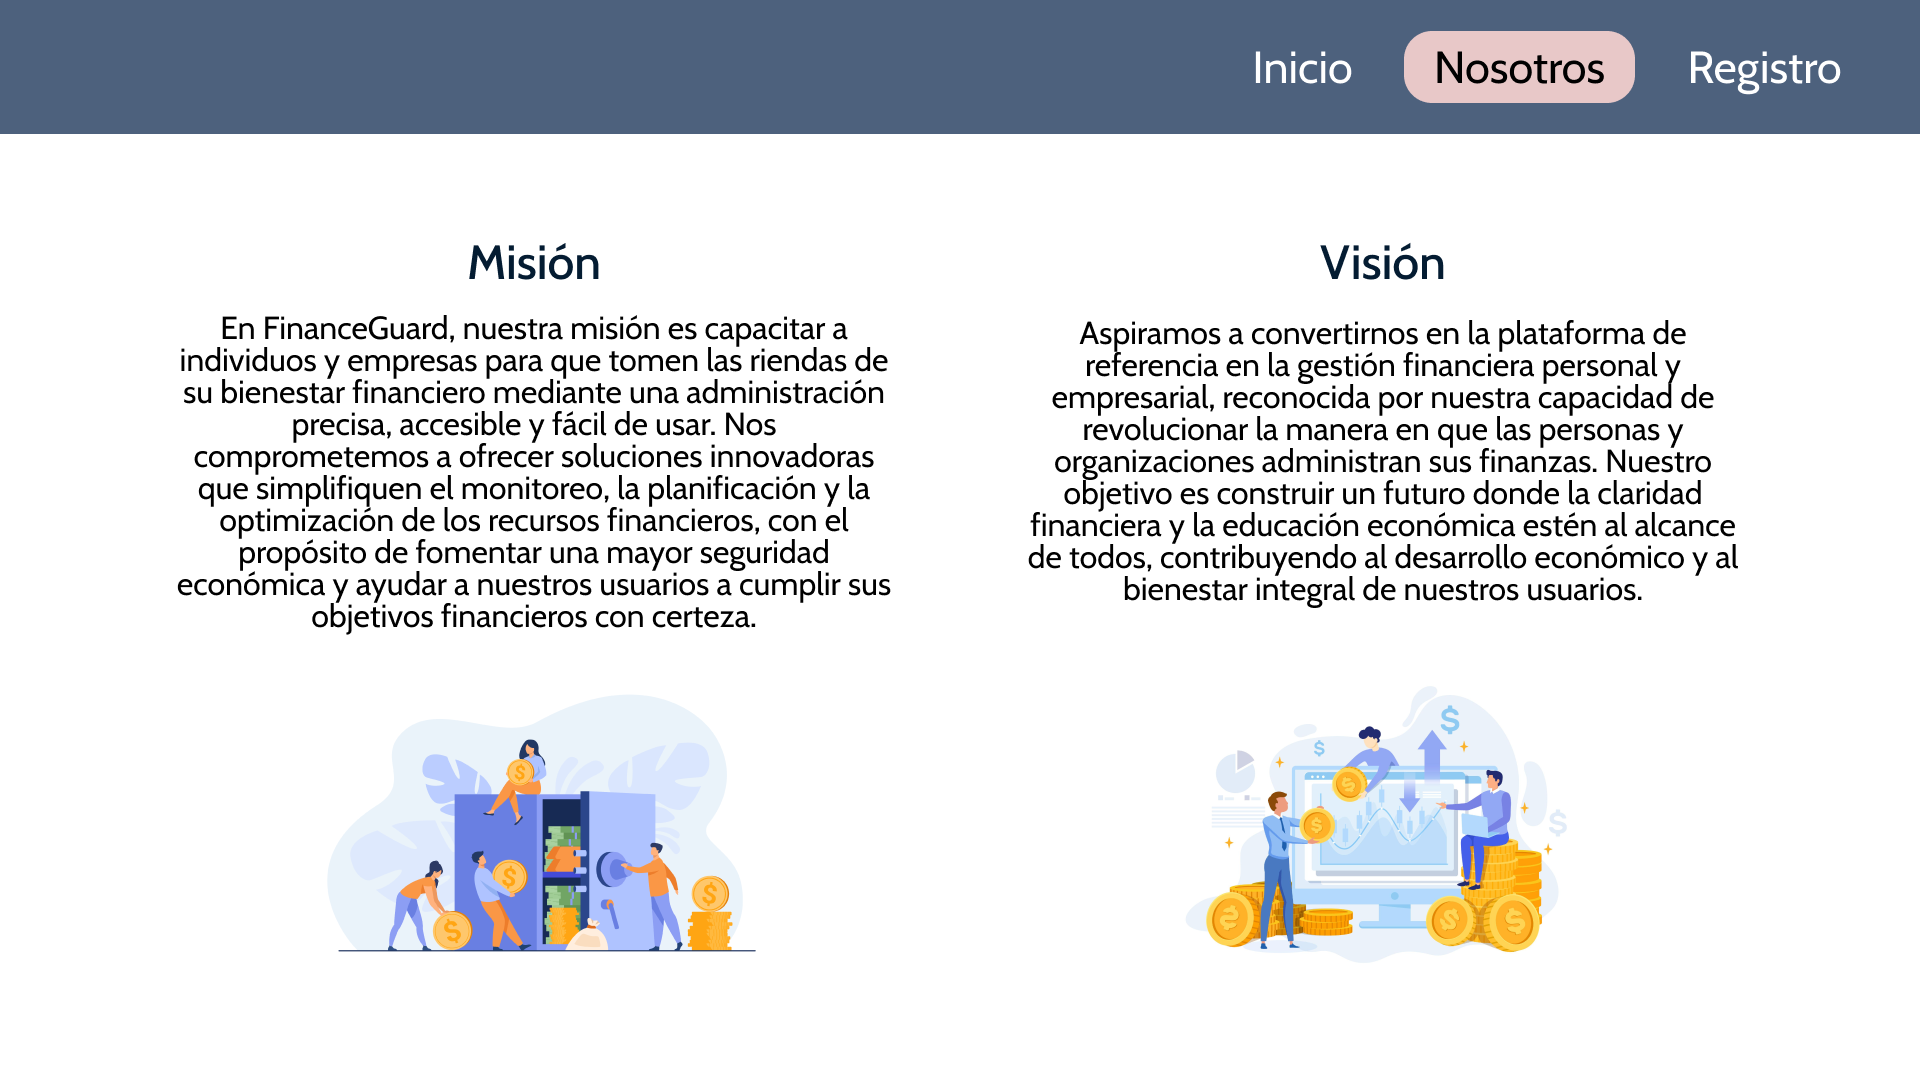 Inicio
Nosotros
Registro
Misión
En FinanceGuard, nuestra misión es capacitar a
individuos y empresas para que tomen las riendas de
su bienestar financiero mediante una administración
precisa, accesible y fácil de usar. Nos
comprometemos a ofrecer soluciones innovadoras
que simplifiquen el monitoreo, la planificación y la
optimización de los recursos financieros, con el
propósito de fomentar una mayor seguridad
económica y ayudar a nuestros usuarios a cumplir sus
objetivos financieros con certeza.
Visión
Aspiramos a convertirnos en la plataforma de
referencia en la gestión financiera personal y
empresarial, reconocida por nuestra capacidad de
revolucionar la manera en que las personas y
organizaciones administran sus finanzas. Nuestro
objetivo es construir un futuro donde la claridad
financiera y la educación económica estén al alcance
de todos, contribuyendo al desarrollo económico y al
bienestar integral de nuestros usuarios.